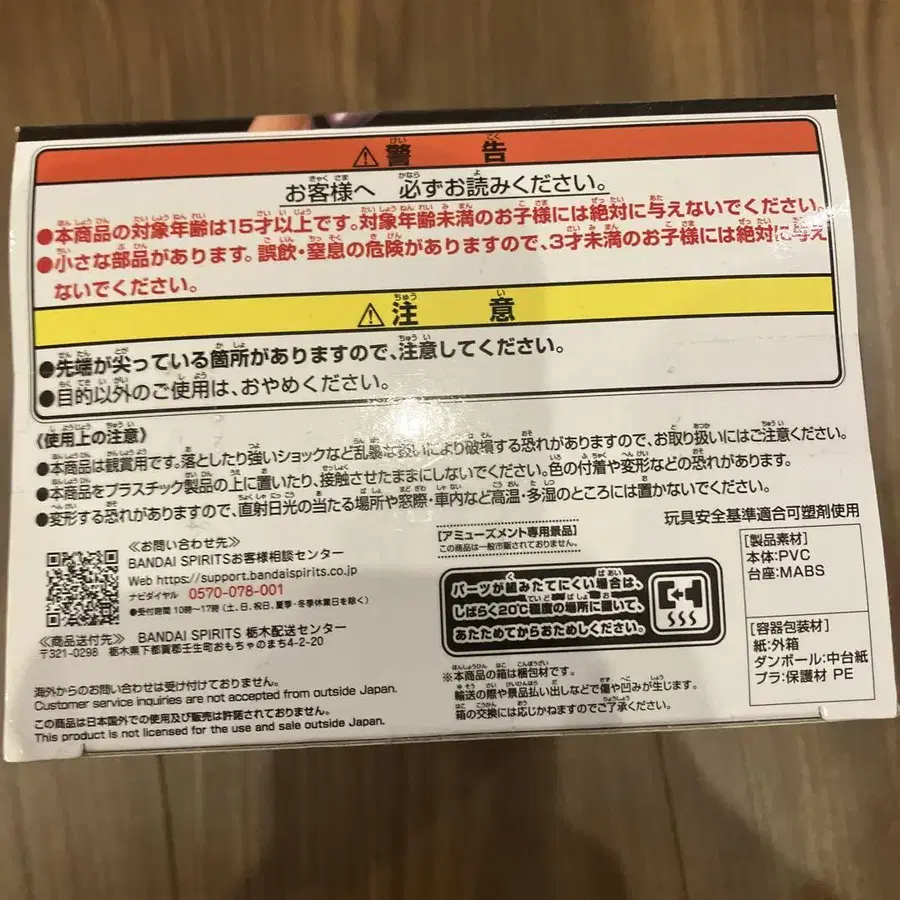 ⚠警告
お客様へ 必ずお読みください。
●本商品の対象年齢は15才以上です。対象年齢未満のお子様には絶対に与えないでください。
●小さな部品があります。誤飲・窒息の危険がありますので、3才未満のお子様には絶対に与え
ないでください。
⚠注意
●先端が尖っている箇所がありますので、注意してください。
●目的以外のご使用は、おやめください。
《使用上の注意》
●本商品は観賞用です。落としたり強いショックなど乱暴な扱いにより破損する恐れがありますので、お取り扱いにはご注意ください。
●本商品をプラスチック製品の上に置いたり、接触させたままにしないでください。色の付着や変形などの恐れがあります。
●変形する恐れがありますので、直射日光の当たる場所や窓際・車内など高温・多湿のところには置かないでください。
玩具安全基準適合可塑剤使用
≪お問い合わせ先≫
BANDAI SPIRITSお客様相談センター
Web https://support.bandaispirits.co.jp
ナビダイヤル 0570-078-001
●受付時間 10時〜17時(土、日、祝日、夏季・冬季休業日を除く)
≪商品送付先≫ BANDAI SPIRITS 栃木配送センター
〒321-0298 栃木県下都賀郡壬生町おもちゃのまち4-2-20
海外からのお問い合わせは受け付けておりません。
Customer service inquiries are not accepted from outside Japan.
この商品は日本国外での使用及び販売は許諾されておりません。
This product is not licensed for the use and sale outside Japan.
[アミューズメント専用景品]
この商品は一般市販されておりません。
パーツが組みたてにくい場合は、
しばらく20℃程度の場所に置いて、
あたためてからおためしください。
※本商品の箱は梱包材です。
輸送の際や景品払い出しなどで傷や凹みが生じます。
箱の交換には応じかねますのでご了承ください。
[製品素材]
本体:PVC
台座:MABS
[容器包装材]
紙:外箱
ダンボール:中台紙
プラ:保護材 PE